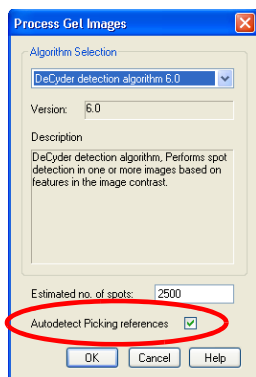 Process Gel Images
Algorithm Selection
DeCyder detection algorithm 6.0
Version: 6.0
Description
DeCyder detection algorithm, Performs spot
detection in one or more images based on
features in the image contrast.
Estimated no. of spots: 2500
Autodetect Picking references
OK Cancel Help